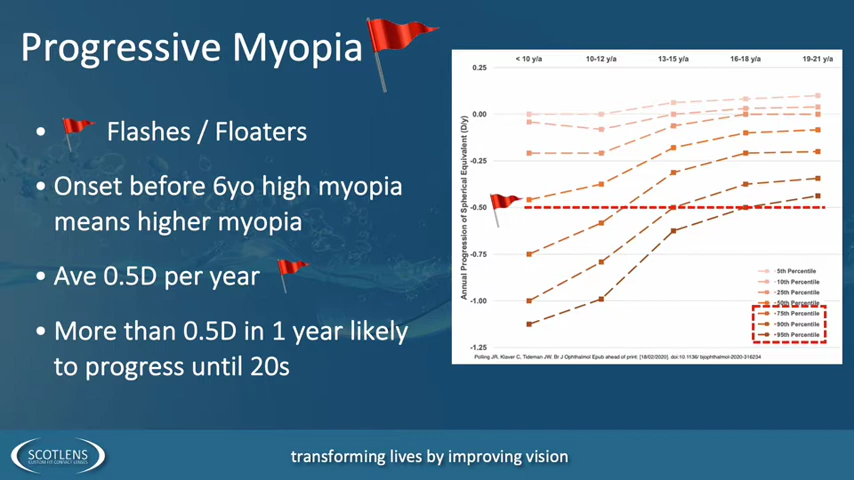 Progressive Myopia
Flashes / Floaters
• Onset before 6yo high myopia
means higher myopia
• Ave 0.5D per year
• More than 0.5D in 1 year likely
to progress until 20s
< 10 y/a 10-12 y/a 13-15 y/a 16-18 y/a 19-21 y/a
Annual Progression of Spherical Equivalent (D/y)
0.25
0.00
-0.25
-0.50
-0.75
-1.00
-1.25
5th Percentile
10th Percentile
25th Percentile
50th Percentile
75th Percentile
90th Percentile
95th Percentile
Polling JR, Klaver C, Tideman JW. Br J Ophthalmol Epub ahead of print: [18/02/2020]. doi:10.1136/ bjophthalmol-2020-316234
SCOTLENS
CUSTOM FIT CONTACT LENSES
transforming lives by improving vision